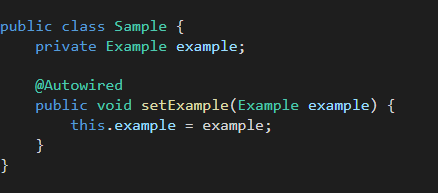 public class Sample {
    private Example example;

    @Autowired
    public void setExample(Example example) {
        this.example = example;
    }
}